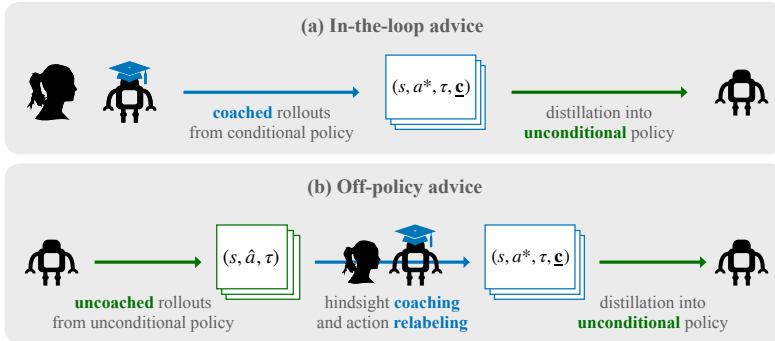 (a) In-the-loop advice
(s, a*, τ, c)
coached rollouts
from conditional policy
distillation into
unconditional policy
(b) Off-policy advice
(s, â, τ)
(s, a*, τ, c)
uncoached rollouts
from unconditional policy
hindsight coaching
and action relabeling
distillation into
unconditional policy